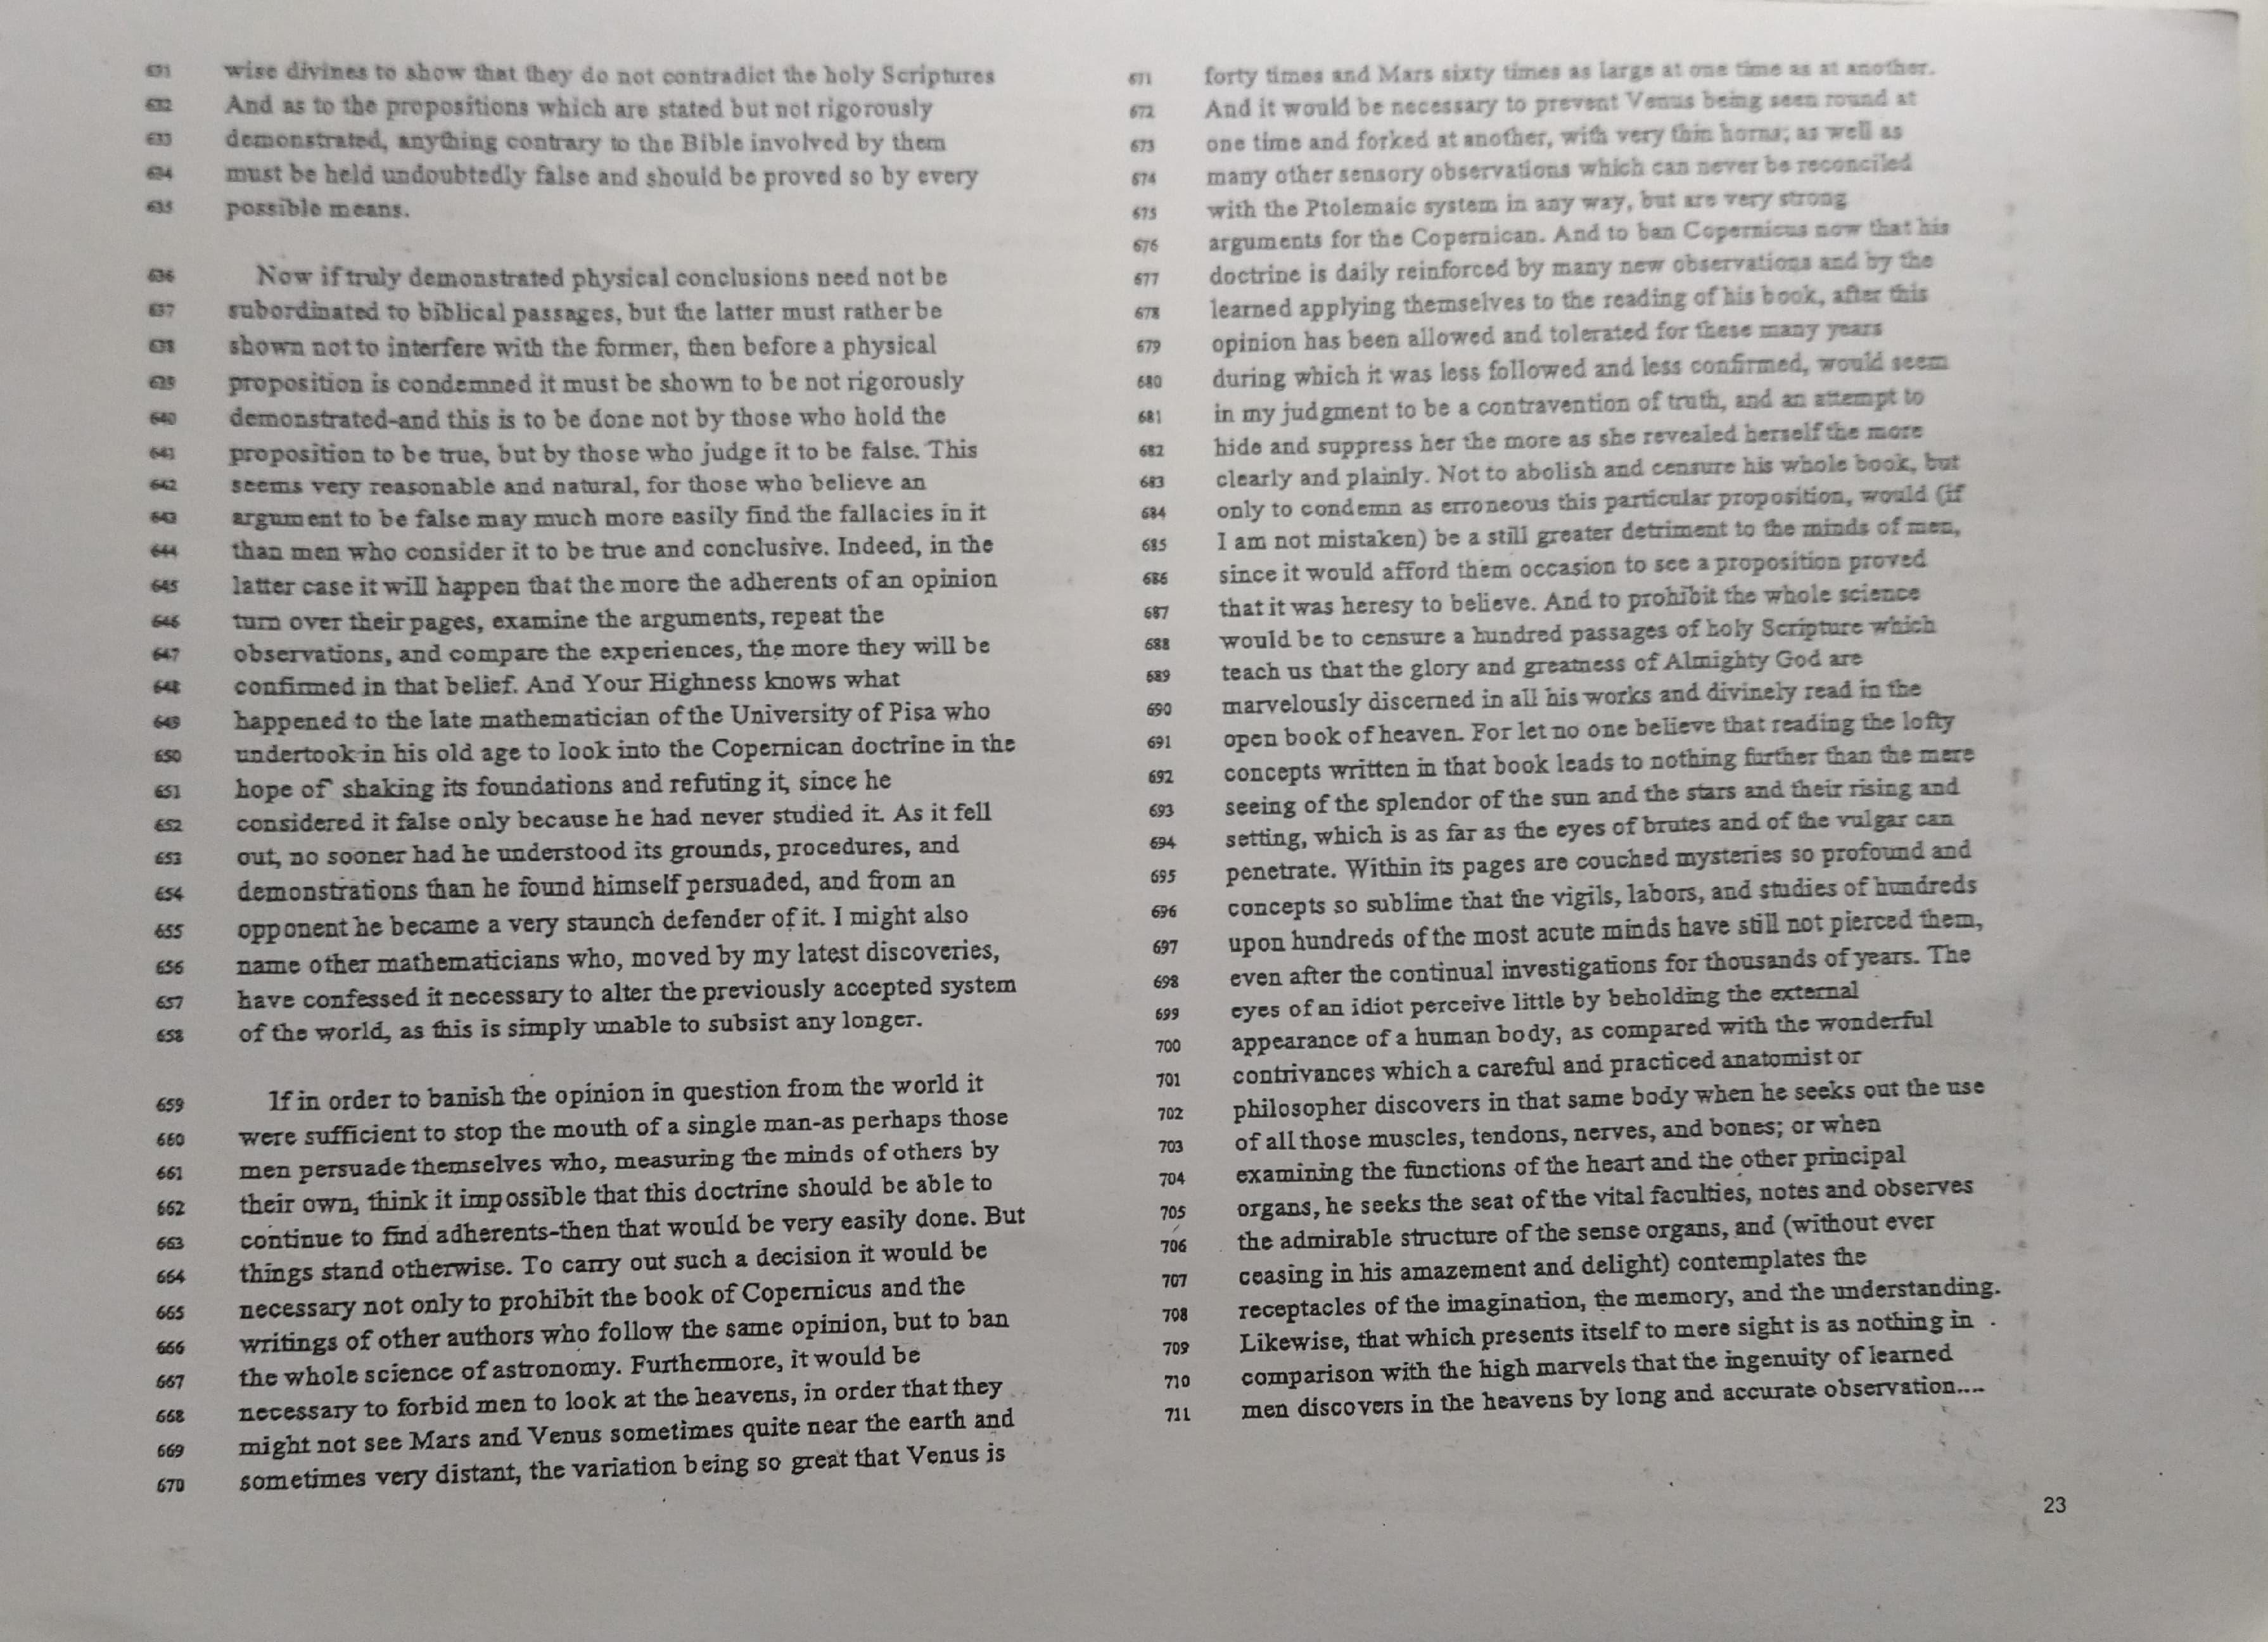 631 wise divines to show that they do not contradict the holy Scriptures
632 And as to the propositions which are stated but not rigorously
633 demonstrated, anything contrary to the Bible involved by them
634 must be held undoubtedly false and should be proved so by every
635 possible means.
636 Now if truly demonstrated physical conclusions need not be
637 subordinated to biblical passages, but the latter must rather be
638 shown not to interfere with the former, then before a physical
639 proposition is condemned it must be shown to be not rigorously
640 demonstrated-and this is to be done not by those who hold the
641 proposition to be true, but by those who judge it to be false. This
642 seems very reasonable and natural, for those who believe an
643 argument to be false may much more easily find the fallacies in it
644 than men who consider it to be true and conclusive. Indeed, in the
645 latter case it will happen that the more the adherents of an opinion
646 turn over their pages, examine the arguments, repeat the
647 observations, and compare the experiences, the more they will be
648 confirmed in that belief. And Your Highness knows what
649 happened to the late mathematician of the University of Pisa who
650 undertook in his old age to look into the Copernican doctrine in the
651 hope of shaking its foundations and refuting it, since he
652 considered it false only because he had never studied it. As it fell
653 out, no sooner had he understood its grounds, procedures, and
654 demonstrations than he found himself persuaded, and from an
655 opponent he became a very staunch defender of it. I might also
656 name other mathematicians who, moved by my latest discoveries,
657 have confessed it necessary to alter the previously accepted system
658 of the world, as this is simply unable to subsist any longer.
659 If in order to banish the opinion in question from the world it
660 were sufficient to stop the mouth of a single man-as perhaps those
661 men persuade themselves who, measuring the minds of others by
662 their own, think it impossible that this doctrine should be able to
663 continue to find adherents-then that would be very easily done. But
664 things stand otherwise. To carry out such a decision it would be
665 necessary not only to prohibit the book of Copernicus and the
666 writings of other authors who follow the same opinion, but to ban
667 the whole science of astronomy. Furthermore, it would be
668 necessary to forbid men to look at the heavens, in order that they
669 might not see Mars and Venus sometimes quite near the earth and
670 sometimes very distant, the variation being so great that Venus is
671 forty times and Mars sixty times as large at one time as at another.
672 And it would be necessary to prevent Venus being seen round at
673 one time and forked at another, with very thin horns; as well as
674 many other sensory observations which can never be reconciled
675 with the Ptolemaic system in any way, but are very strong
676 arguments for the Copernican. And to ban Copernicus now that his
677 doctrine is daily reinforced by many new observations and by the
678 learned applying themselves to the reading of his book, after this
679 opinion has been allowed and tolerated for these many years
680 during which it was less followed and less confirmed, would seem
681 in my judgment to be a contravention of truth, and an attempt to
682 hide and suppress her the more as she revealed herself the more
683 clearly and plainly. Not to abolish and censure his whole book, but
684 only to condemn as erroneous this particular proposition, would (if
685 I am not mistaken) be a still greater detriment to the minds of men,
686 since it would afford them occasion to see a proposition proved
687 that it was heresy to believe. And to prohibit the whole science
688 would be to censure a hundred passages of holy Scripture which
689 teach us that the glory and greatness of Almighty God are
690 marvelously discerned in all his works and divinely read in the
691 open book of heaven. For let no one believe that reading the lofty
692 concepts written in that book leads to nothing further than the mere
693 seeing of the splendor of the sun and the stars and their rising and
694 setting, which is as far as the eyes of brutes and of the vulgar can
695 penetrate. Within its pages are couched mysteries so profound and
696 concepts so sublime that the vigils, labors, and studies of hundreds
697 upon hundreds of the most acute minds have still not pierced them,
698 even after the continual investigations for thousands of years. The
699 eyes of an idiot perceive little by beholding the external
700 appearance of a human body, as compared with the wonderful
701 contrivances which a careful and practiced anatomist or
702 philosopher discovers in that same body when he seeks out the use
703 of all those muscles, tendons, nerves, and bones; or when
704 examining the functions of the heart and the other principal
705 organs, he seeks the seat of the vital faculties, notes and observes
706 the admirable structure of the sense organs, and (without ever
707 ceasing in his amazement and delight) contemplates the
708 receptacles of the imagination, the memory, and the understanding.
709 Likewise, that which presents itself to mere sight is as nothing in
710 comparison with the high marvels that the ingenuity of learned
711 men discovers in the heavens by long and accurate observation....
23